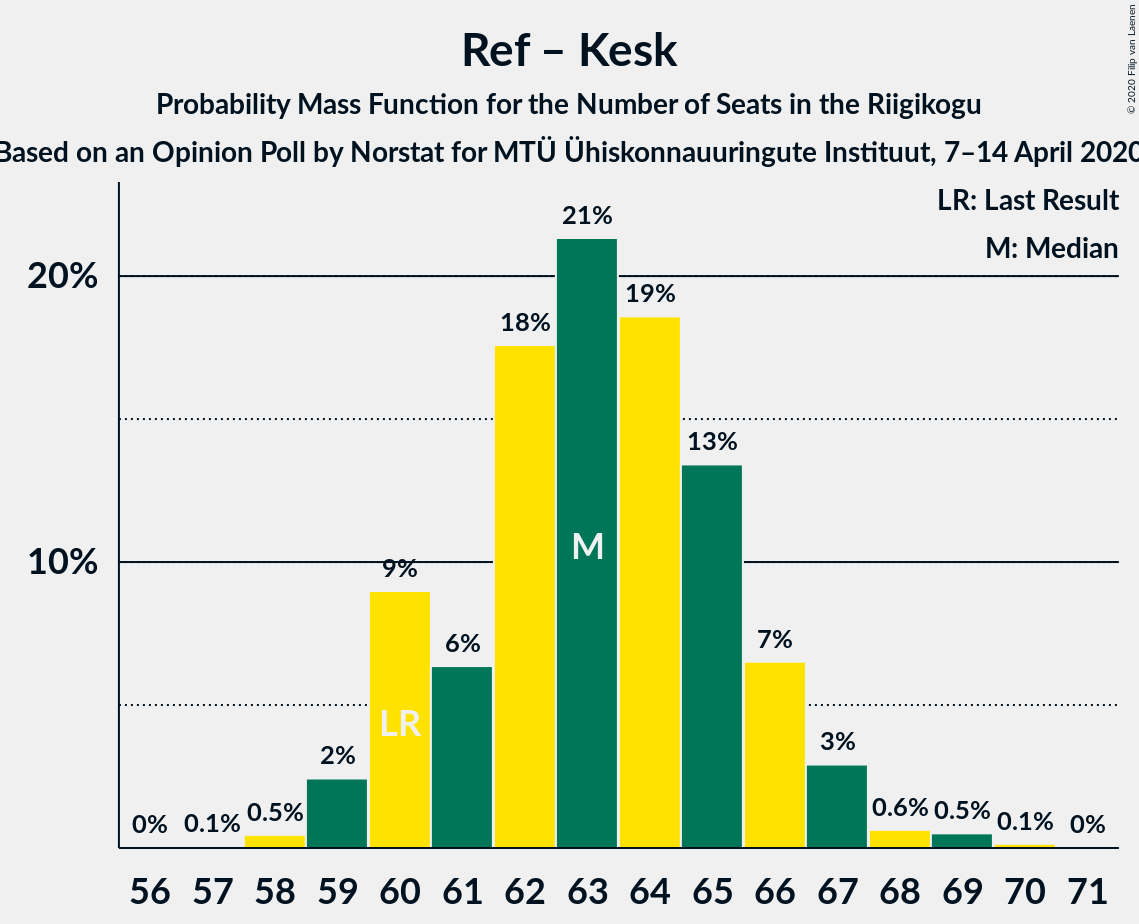 Ref – Kesk
Probability Mass Function for the Number of Seats in the Riigikogu
Based on an Opinion Poll by Norstat for MTÜ Ühiskonnauuringute Instituut, 7–14 April 2020
© 2020 Filip van Laenen
LR: Last Result
M: Median
21%
20%
19%
18%
13%
M
10%
9%
7%
6%
LR
3%
2%
0%
0.1%
0.5%
0.6%
0.5%
0.1%
0%
56 57 58 59 60 61 62 63 64 65 66 67 68 69 70 71